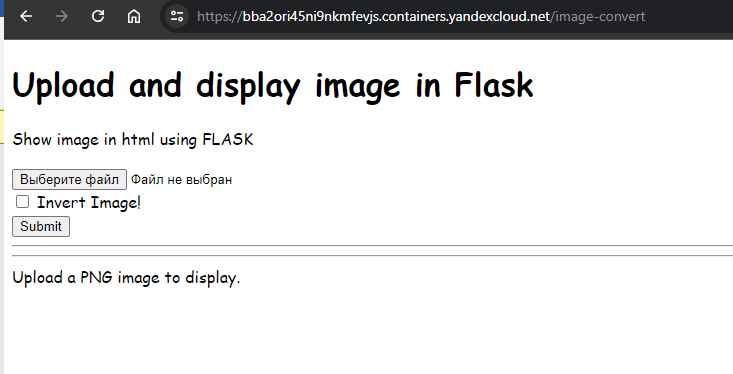 https://bba2ori45ni9nkmfevjs.containers.yandexcloud.net/image-convert
Upload and display image in Flask
Show image in html using FLASK
Выберите файл Файл не выбран
Invert Image!
Submit
Upload a PNG image to display.